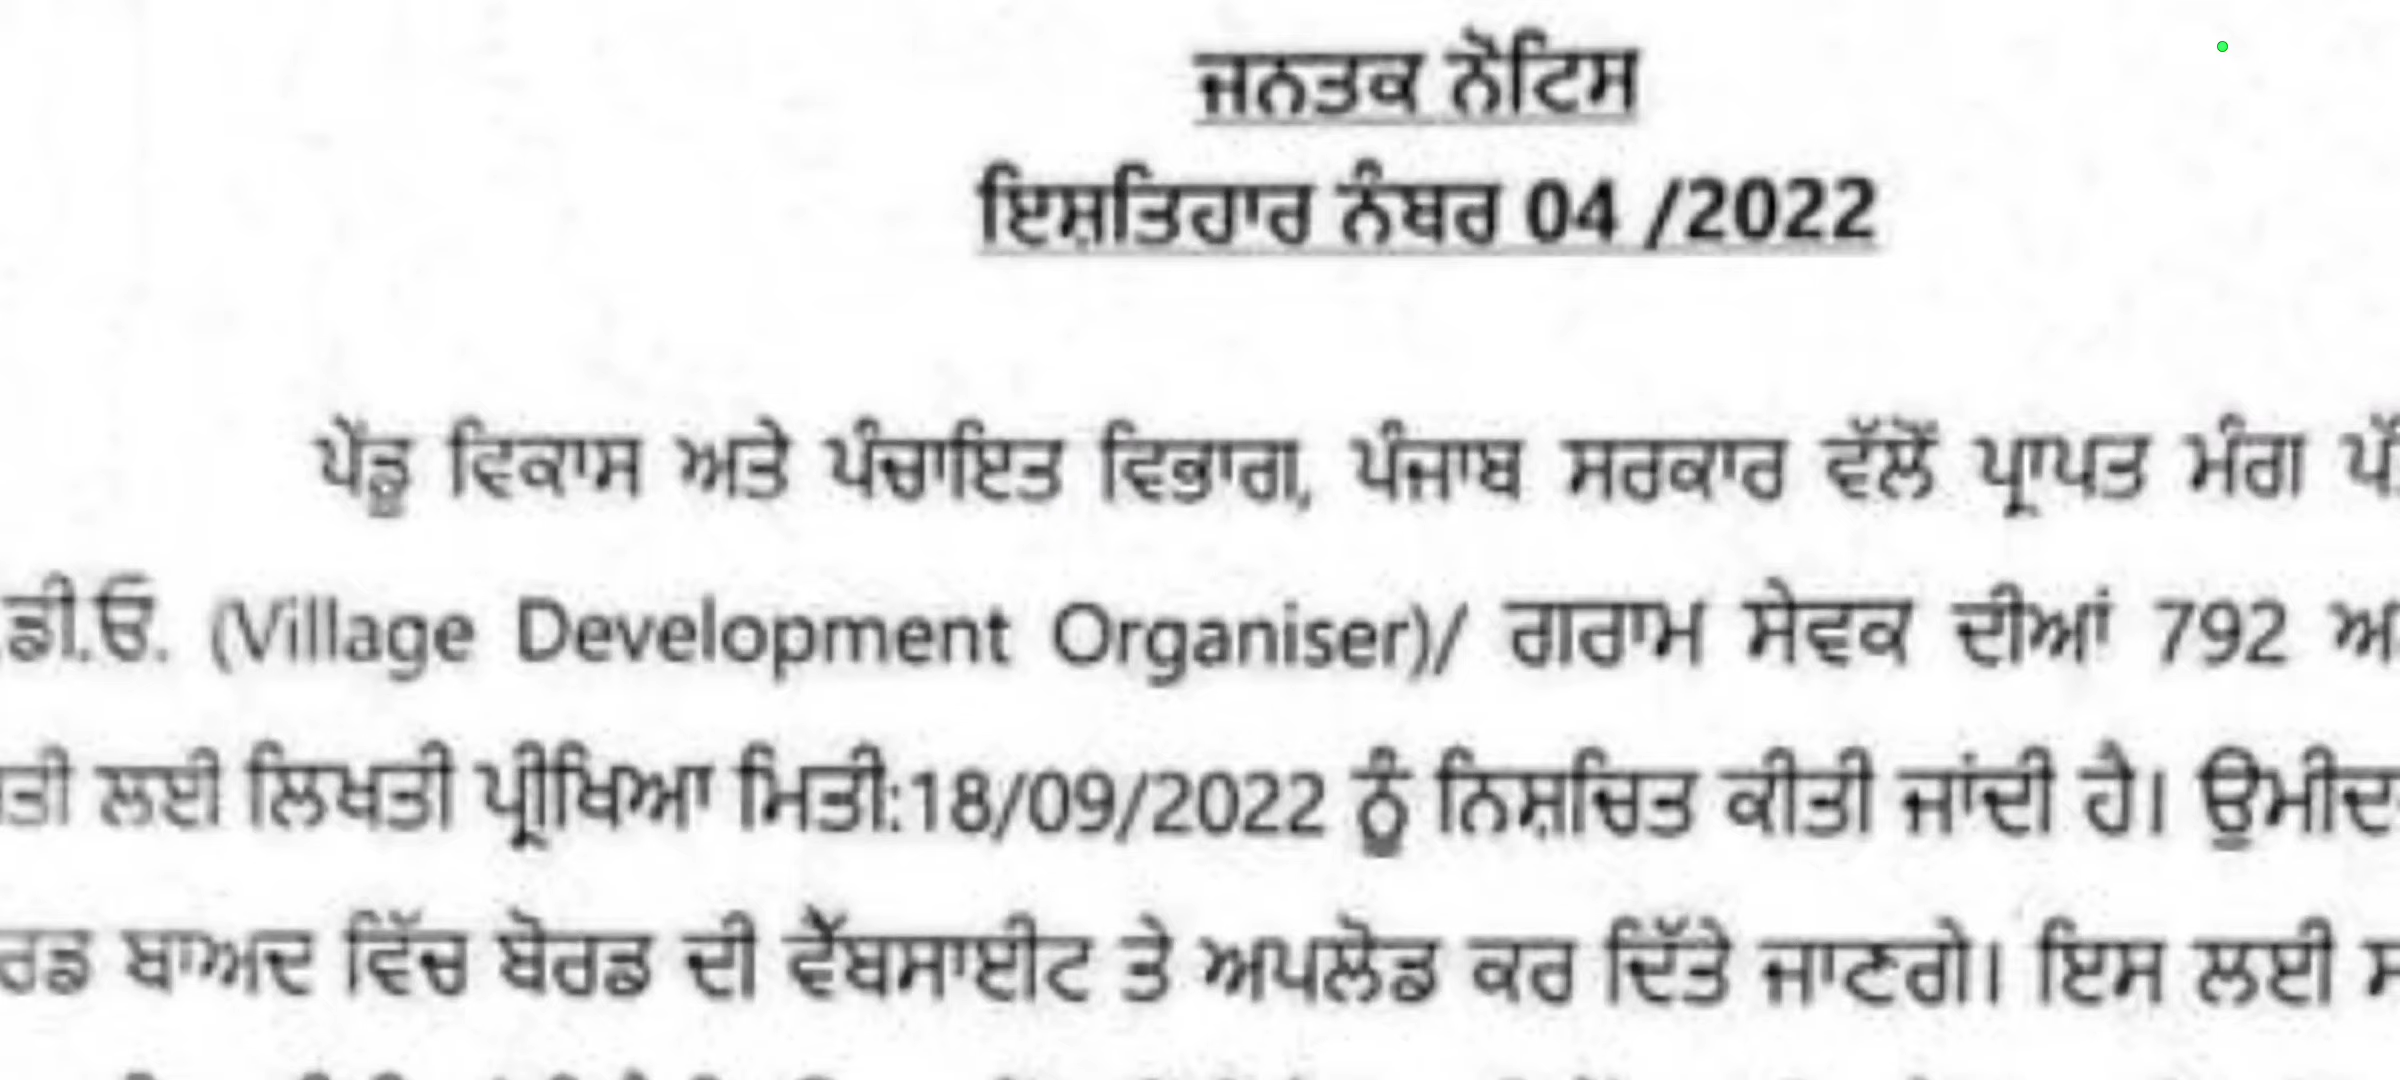 ਜਨਤਕ ਨੋਟਿਸ
ਇਸ਼ਤਿਹਾਰ ਨੰਬਰ 04 /2022
ਪੇਂਡੂ ਵਿਕਾਸ ਅਤੇ ਪੰਚਾਇਤ ਵਿਭਾਗ, ਪੰਜਾਬ ਸਰਕਾਰ ਵੱਲੋਂ ਪ੍ਰਾਪਤ ਮੰਗ
.ਡੀ.ਓ. (Village Development Organiser)/ ਗਰਾਮ ਸੇਵਕ ਦੀਆਂ 792
ਲਈ ਲਿਖਤੀ ਪ੍ਰੀਖਿਆ ਮਿਤੀ:18/09/2022 ਨੂੰ ਨਿਸ਼ਚਿਤ ਕੀਤੀ ਜਾਂਦੀ ਹੈ। ਉਮੀਦ
ਰਡ ਬਾਅਦ ਵਿੱਚ ਬੋਰਡ ਦੀ ਵੈੱਬਸਾਈਟ ਤੇ ਅਪਲੋਡ ਕਰ ਦਿੱਤੇ ਜਾਣਗੇ। ਇਸ ਲਈ